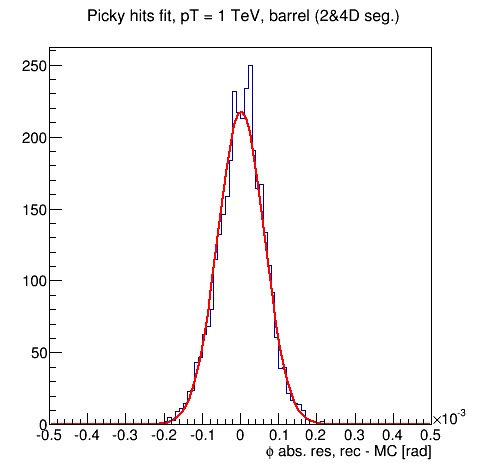 Picky hits fit, pT = 1 TeV, barrel (2&4D seg.)
250
200
150
100
50
0
-0.5 -0.4 -0.3 -0.2 -0.1 0 0.1 0.2 0.3 0.4 0.5
×10⁻³
ϕ abs. res, rec - MC [rad]